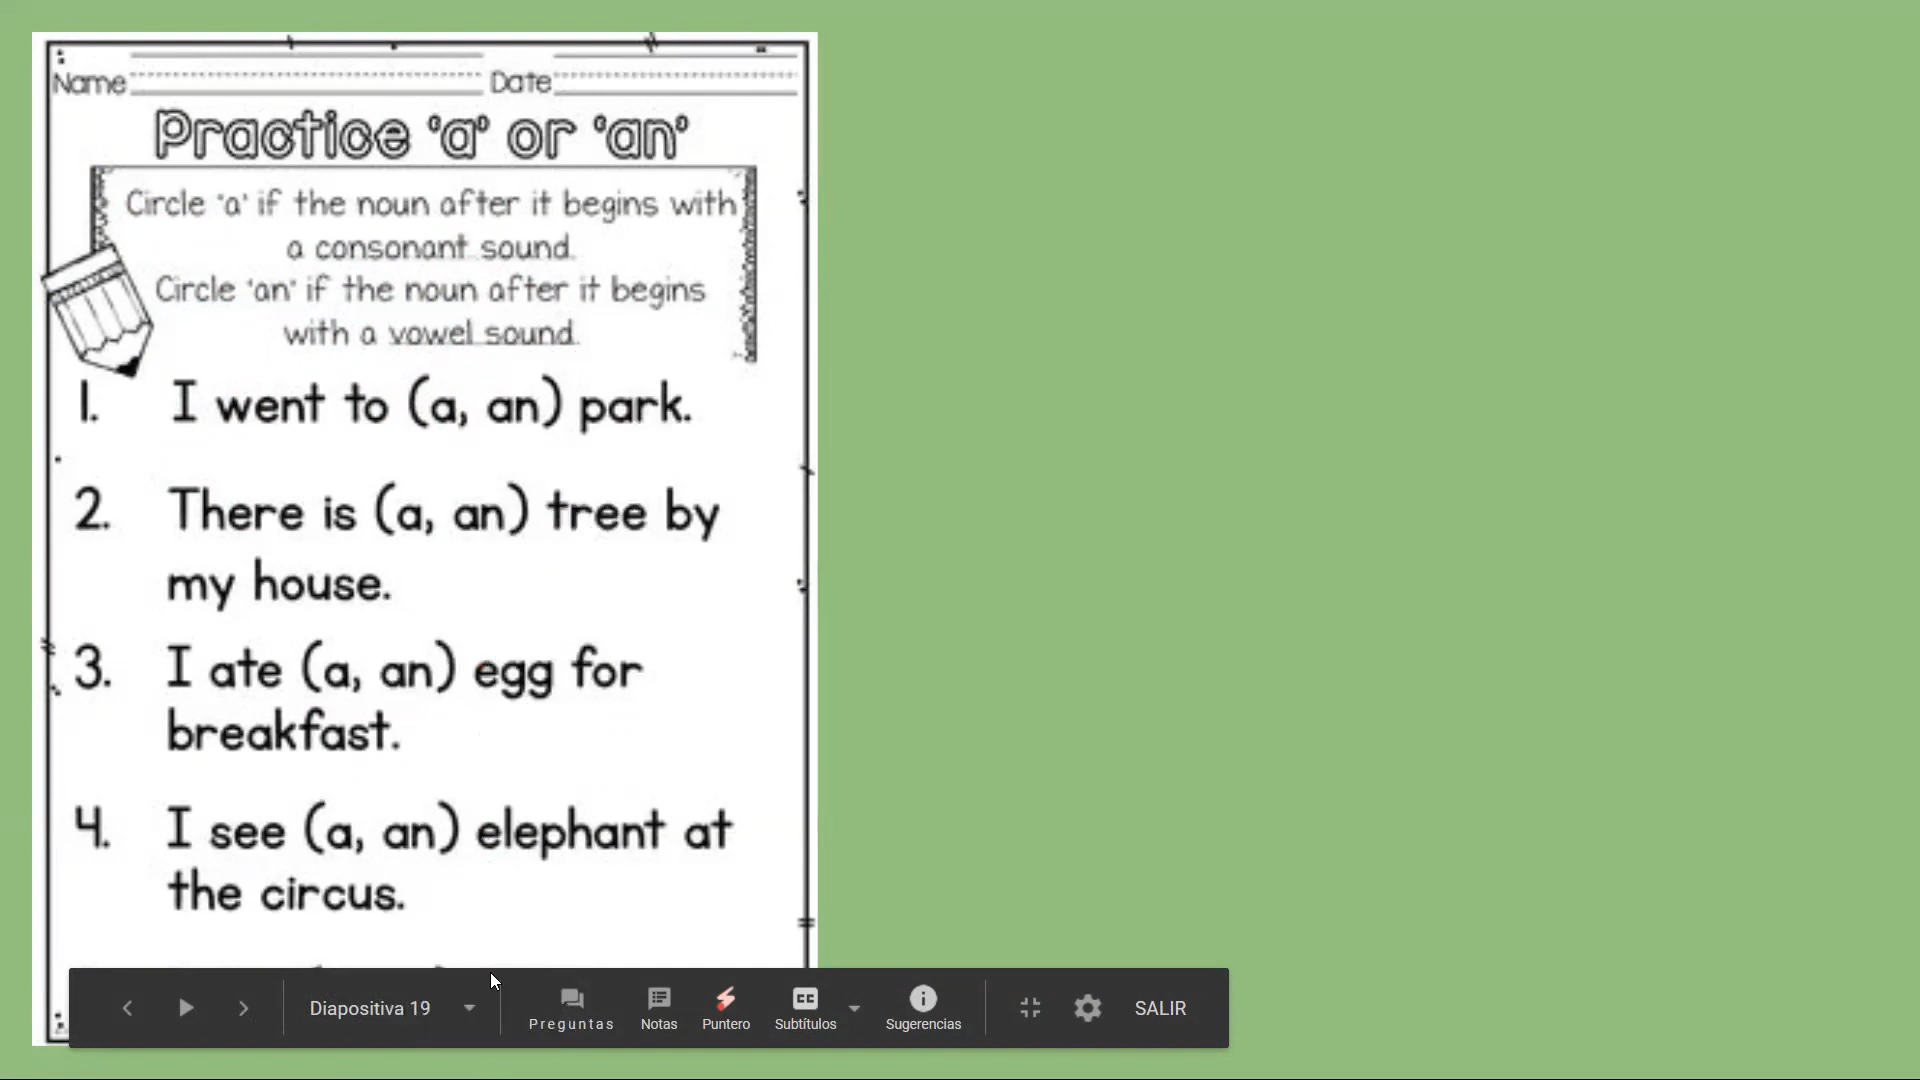 Name Date
Practice 'a' or 'an'
Circle 'a' if the noun after it begins with
a consonant sound.
Circle 'an' if the noun after it begins
with a vowel sound.
1. I went to (a, an) park.
2. There is (a, an) tree by
my house.
3. I ate (a, an) egg for
breakfast.
4. I see (a, an) elephant at
the circus.
Diapositiva 19 Preguntas Notas Puntero CC Subtítulos Sugerencias SALIR